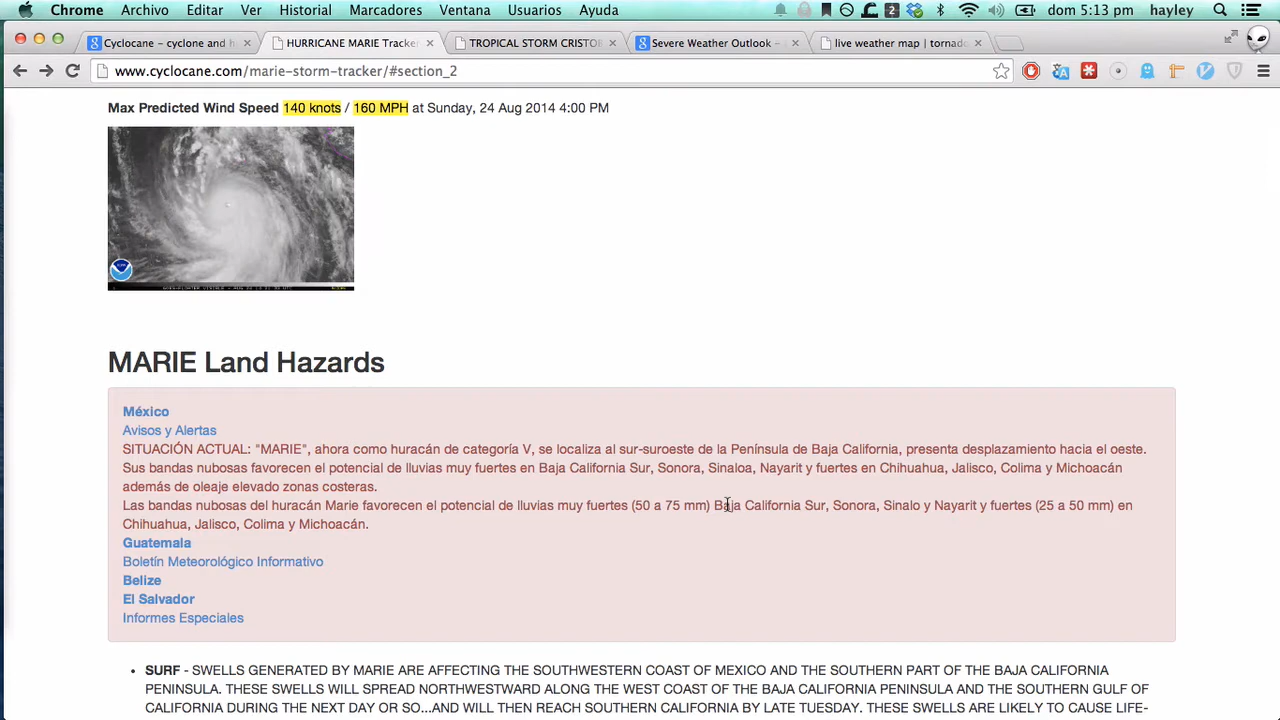 Chrome Archivo Editar Ver Historial Marcadores Ventana Usuarios Ayuda 2 dom 5:13 pm hayley
Cyclocane – cyclone and h HURRICANE MARIE Tracker TROPICAL STORM CRISTOB Severe Weather Outlook – live weather map | tornado
www.cyclocane.com/marie-storm-tracker/#section_2
Max Predicted Wind Speed 140 knots / 160 MPH at Sunday, 24 Aug 2014 4:00 PM
MARIE Land Hazards
México
Avisos y Alertas
SITUACIÓN ACTUAL: "MARIE", ahora como huracán de categoría V, se localiza al sur-suroeste de la Península de Baja California, presenta desplazamiento hacia el oeste.
Sus bandas nubosas favorecen el potencial de lluvias muy fuertes en Baja California Sur, Sonora, Sinaloa, Nayarit y fuertes en Chihuahua, Jalisco, Colima y Michoacán
además de oleaje elevado zonas costeras.
Las bandas nubosas del huracán Marie favorecen el potencial de lluvias muy fuertes (50 a 75 mm) Baja California Sur, Sonora, Sinalo y Nayarit y fuertes (25 a 50 mm) en
Chihuahua, Jalisco, Colima y Michoacán.
Guatemala
Boletín Meteorológico Informativo
Belize
El Salvador
Informes Especiales
• SURF - SWELLS GENERATED BY MARIE ARE AFFECTING THE SOUTHWESTERN COAST OF MEXICO AND THE SOUTHERN PART OF THE BAJA CALIFORNIA
PENINSULA. THESE SWELLS WILL SPREAD NORTHWESTWARD ALONG THE WEST COAST OF THE BAJA CALIFORNIA PENINSULA AND THE SOUTHERN GULF OF
CALIFORNIA DURING THE NEXT DAY OR SO...AND WILL THEN REACH SOUTHERN CALIFORNIA BY LATE TUESDAY. THESE SWELLS ARE LIKELY TO CAUSE LIFE-